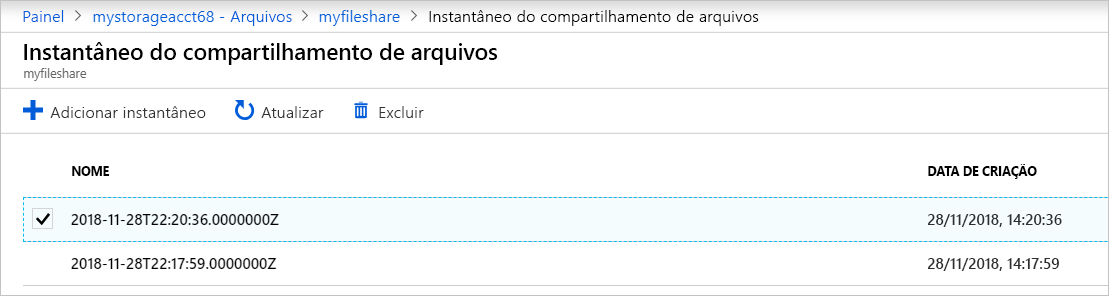 Painel > mystorageacct68 - Arquivos > myfileshare > Instantâneo do compartilhamento de arquivos
Instantâneo do compartilhamento de arquivos
myfileshare
Adicionar instantâneo Atualizar Excluir
NOME DATA DE CRIAÇÃO
2018-11-28T22:20:36.0000000Z 28/11/2018, 14:20:36
2018-11-28T22:17:59.0000000Z 28/11/2018, 14:17:59